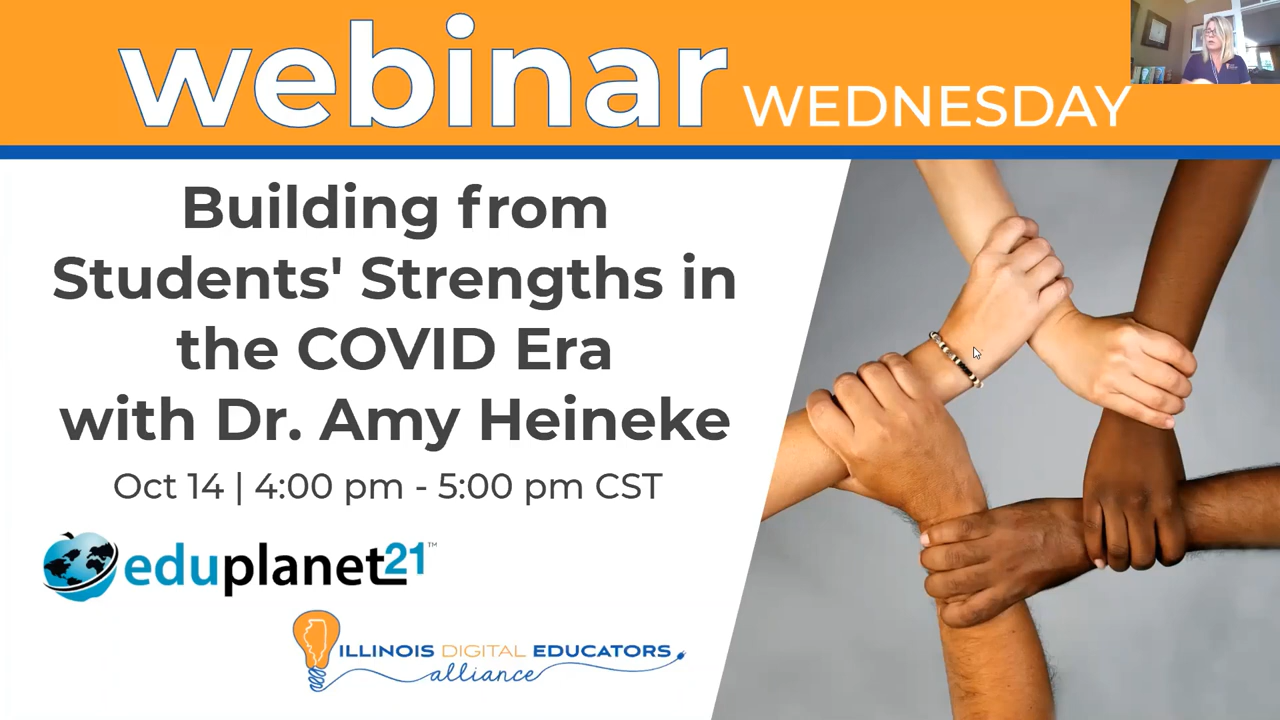 webinar WEDNESDAY
Building from
Students' Strengths in
the COVID Era
with Dr. Amy Heineke
Oct 14 | 4:00 pm - 5:00 pm CST
eduplanet21™
ILLINOIS DIGITAL EDUCATORS
alliance